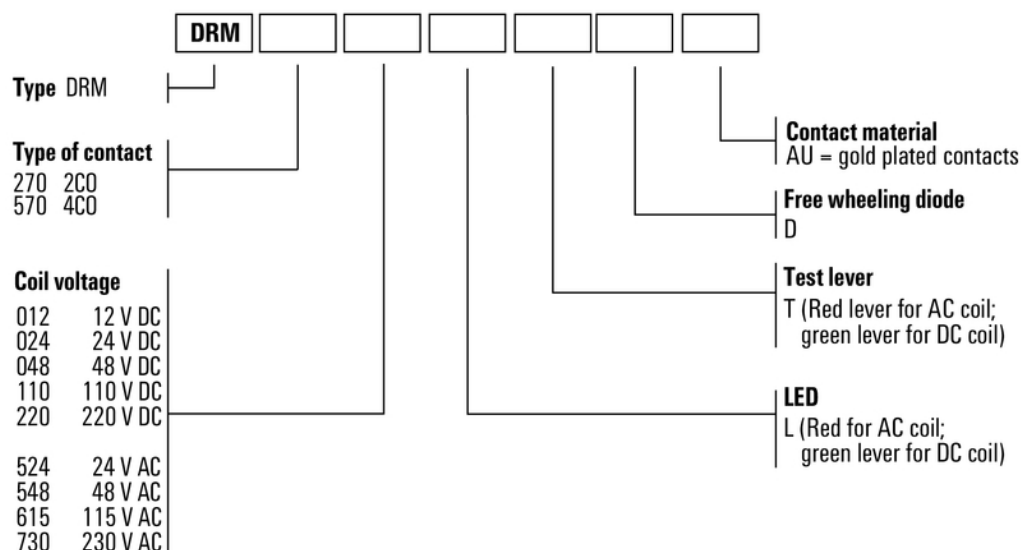 DRM
Type DRM
Type of contact
270 2CO
570 4CO
Coil voltage
012 12 V DC
024 24 V DC
048 48 V DC
110 110 V DC
220 220 V DC
524 24 V AC
548 48 V AC
615 115 V AC
730 230 V AC
Contact material
AU = gold plated contacts
Free wheeling diode
D
Test lever
T (Red lever for AC coil;
green lever for DC coil)
LED
L (Red for AC coil;
green lever for DC coil)